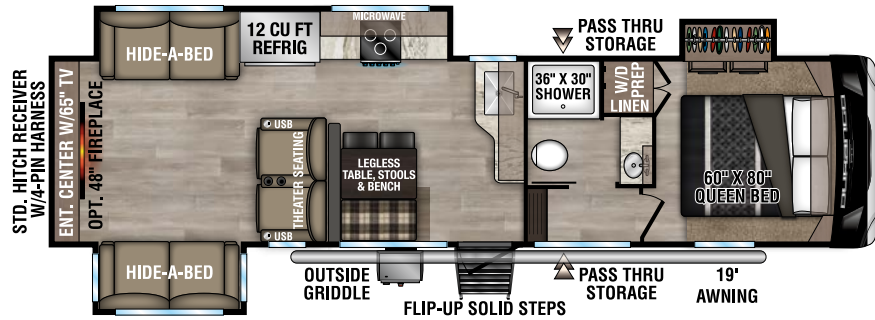 STD. HITCH RECEIVER
W/4-PIN HARNESS
ENT. CENTER W/65" TV
OPT. 48" FIREPLACE
HIDE-A-BED
12 CU FT
REFRIG
MICROWAVE
USB
THEATER SEATING
USB
LEGLESS
TABLE, STOOLS
& BENCH
HIDE-A-BED
PASS THRU
STORAGE
36" X 30"
SHOWER
W/D
PREP
LINEN
60" X 80"
QUEEN BED
Durango
OUTSIDE
GRIDDLE
FLIP-UP SOLID STEPS
PASS THRU
STORAGE
19'
AWNING